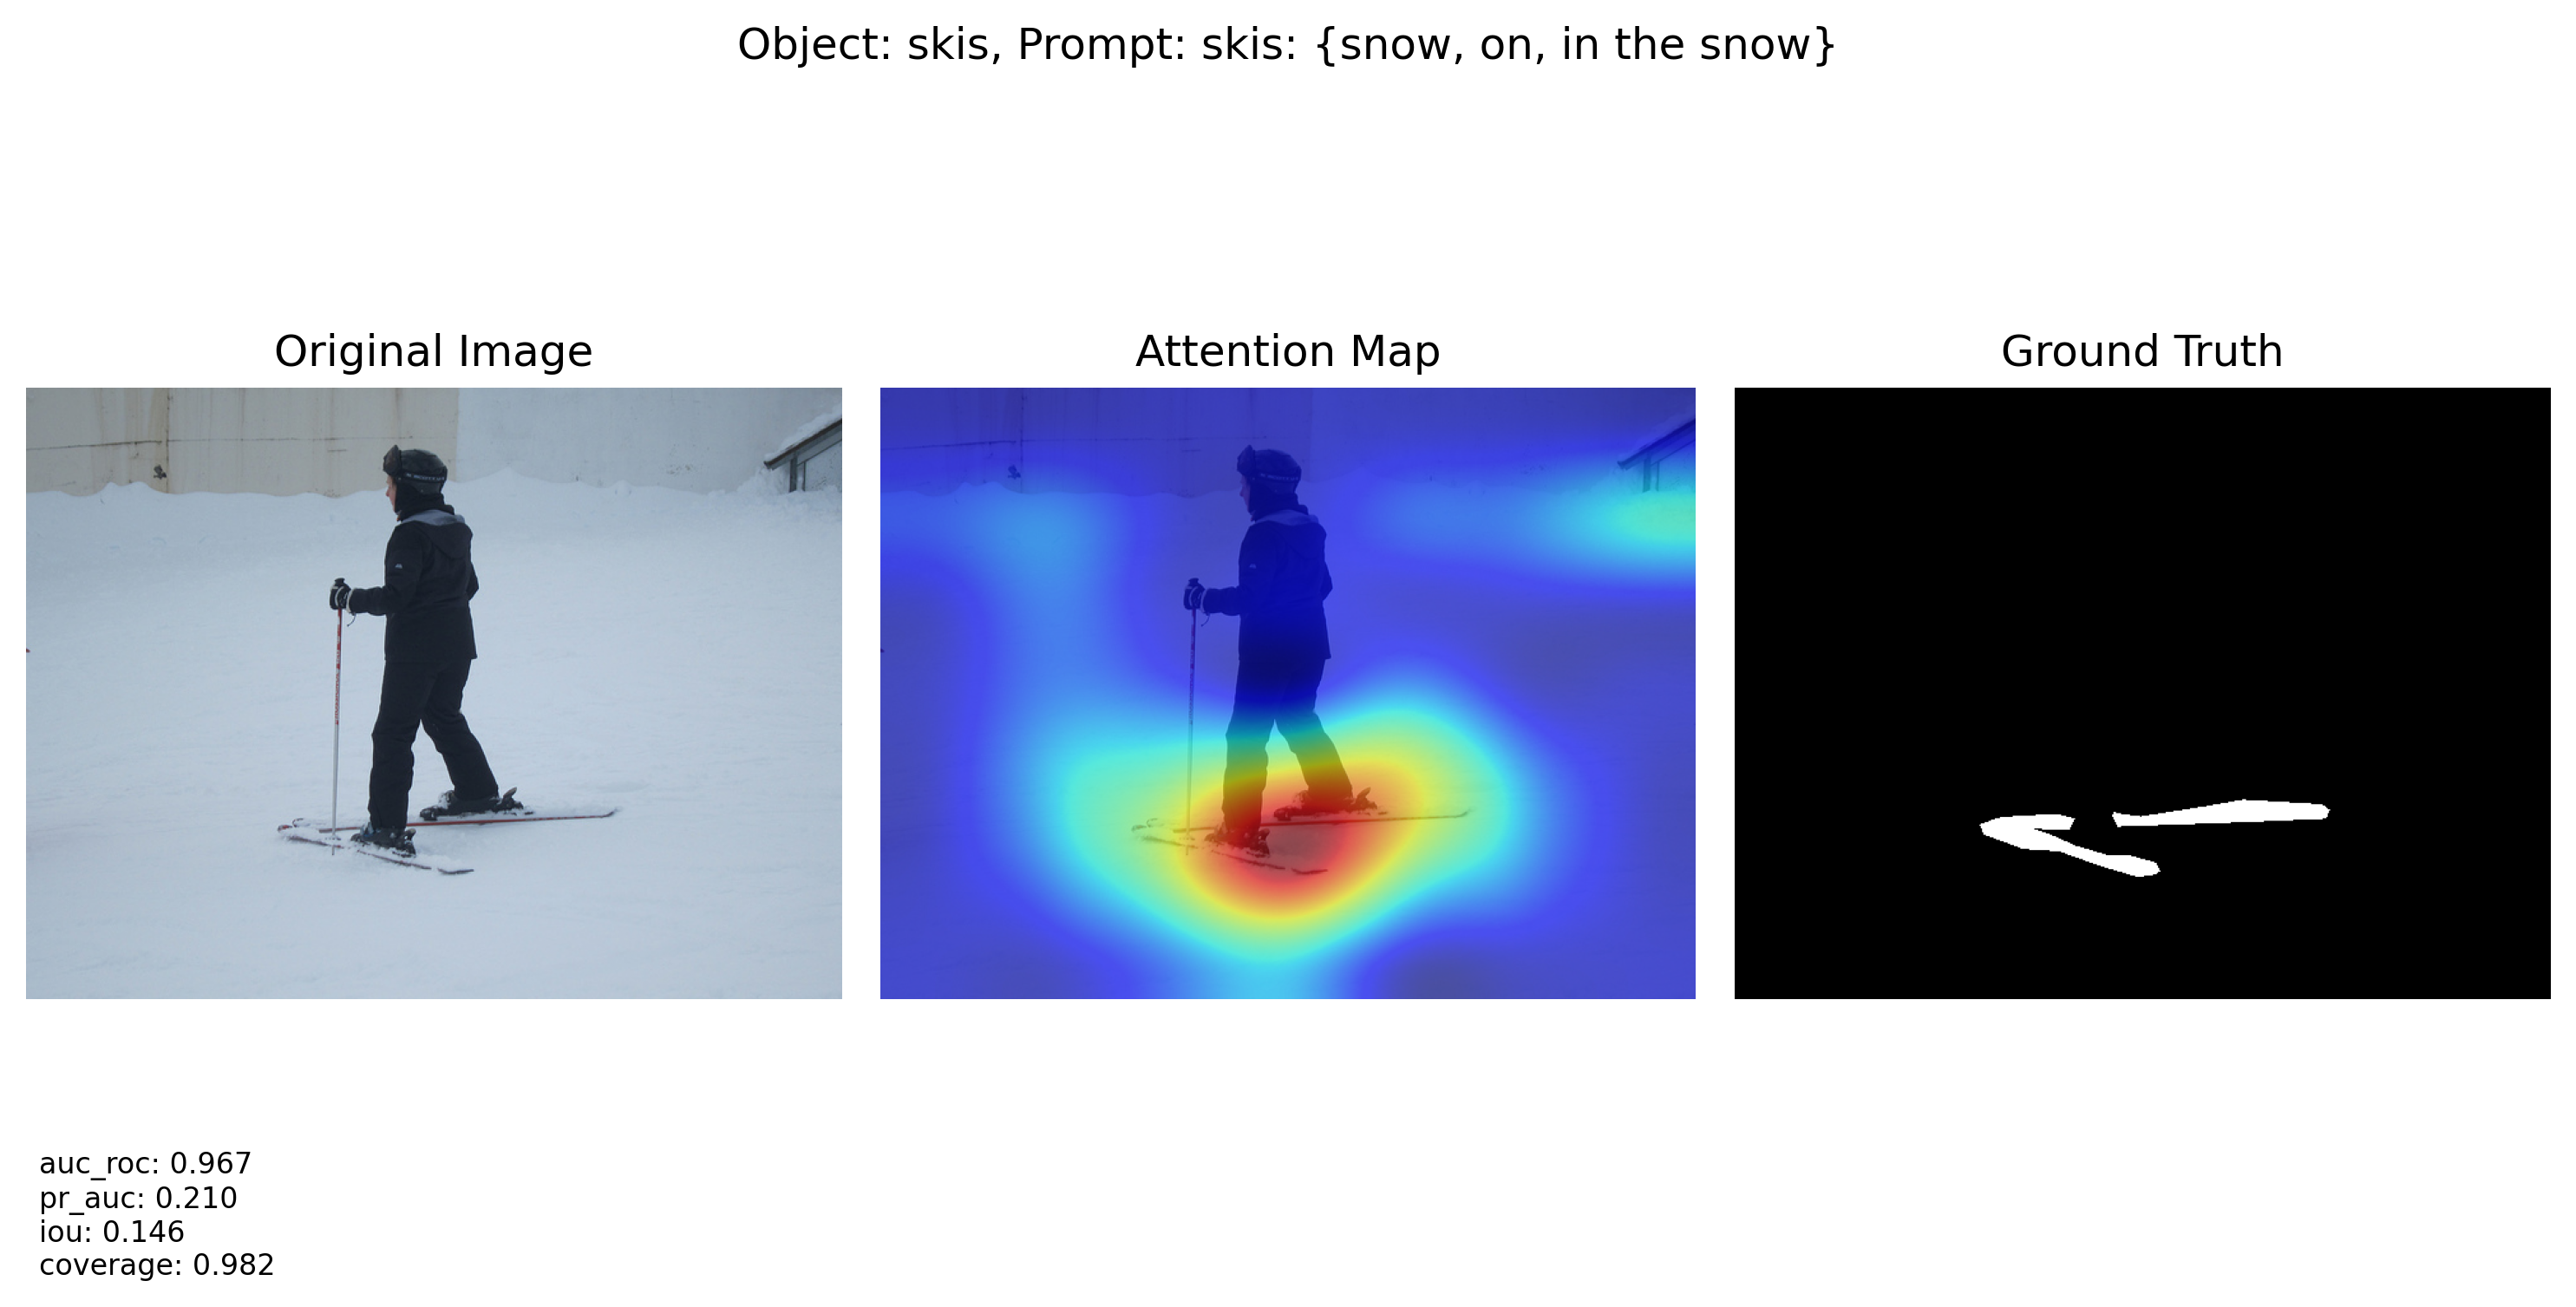 Object: skis, Prompt: skis: {snow, on, in the snow}
Original Image
Attention Map
Ground Truth
auc_roc: 0.967
pr_auc: 0.210
iou: 0.146
coverage: 0.982